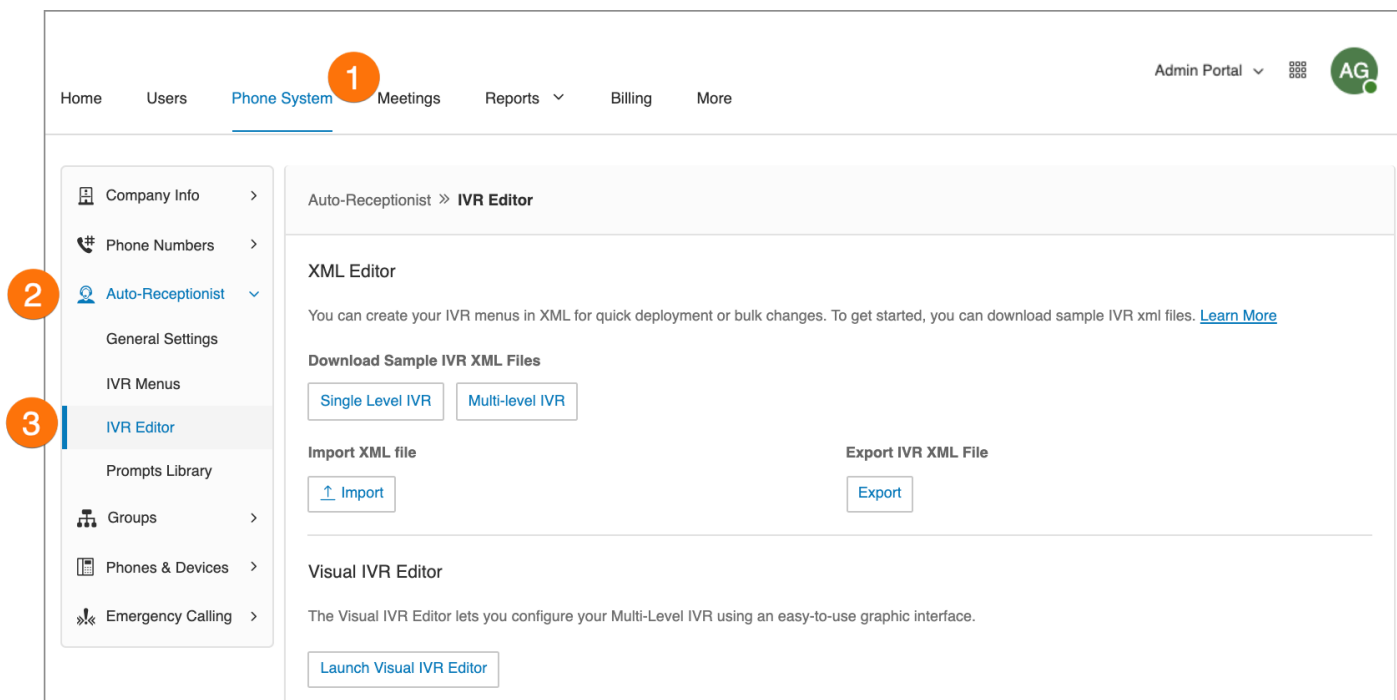 1
Admin Portal
AG
Home Users Phone System Meetings Reports Billing More
Company Info
Phone Numbers
2
Auto-Receptionist
General Settings
IVR Menus
3
IVR Editor
Prompts Library
Groups
Phones & Devices
Emergency Calling
Auto-Receptionist » IVR Editor
XML Editor
You can create your IVR menus in XML for quick deployment or bulk changes. To get started, you can download sample IVR xml files. Learn More
Download Sample IVR XML Files
Single Level IVR Multi-level IVR
Import XML file Export IVR XML File
Import Export
Visual IVR Editor
The Visual IVR Editor lets you configure your Multi-Level IVR using an easy-to-use graphic interface.
Launch Visual IVR Editor